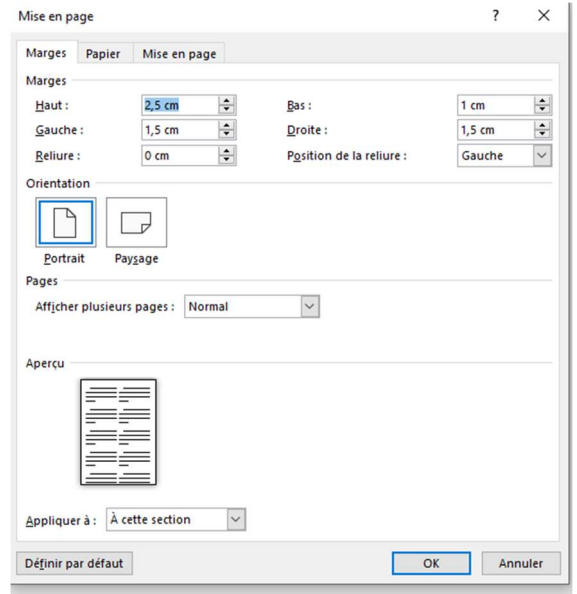 Mise en page ? ×
Marges Papier Mise en page
Marges
Haut : 2,5 cm Bas : 1 cm
Gauche : 1,5 cm Droite : 1,5 cm
Reliure : 0 cm Position de la reliure : Gauche
Orientation
Portrait Paysage
Pages
Afficher plusieurs pages : Normal
Aperçu
Appliquer à : À cette section
Définir par défaut OK Annuler